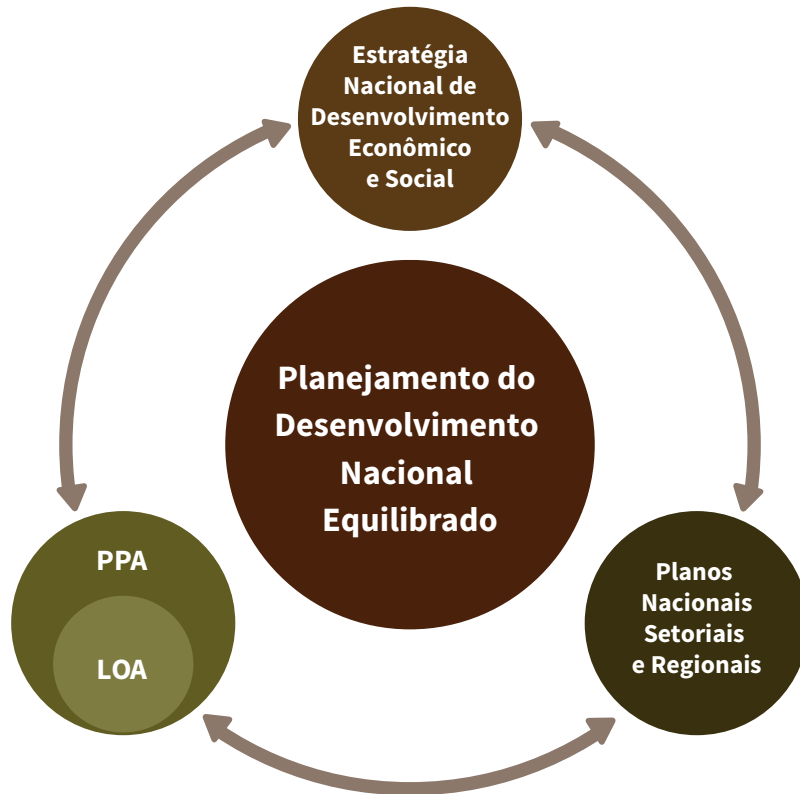 Estratégia
Nacional de
Desenvolvimento
Econômico
e Social
Planejamento do
Desenvolvimento
Nacional
Equilibrado
PPA
LOA
Planos
Nacionais
Setoriais
e Regionais